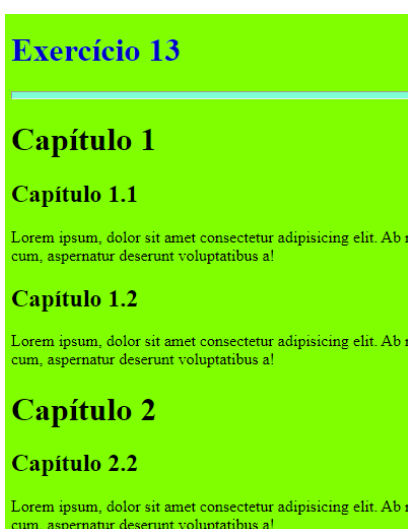 Exercício 13
Capítulo 1
Capítulo 1.1
Lorem ipsum, dolor sit amet consectetur adipisicing elit. Ab
cum, aspernatur deserunt voluptatibus a!
Capítulo 1.2
Lorem ipsum, dolor sit amet consectetur adipisicing elit. Ab
cum, aspernatur deserunt voluptatibus a!
Capítulo 2
Capítulo 2.2
Lorem ipsum, dolor sit amet consectetur adipisicing elit. Ab
cum, aspernatur deserunt voluptatibus a!